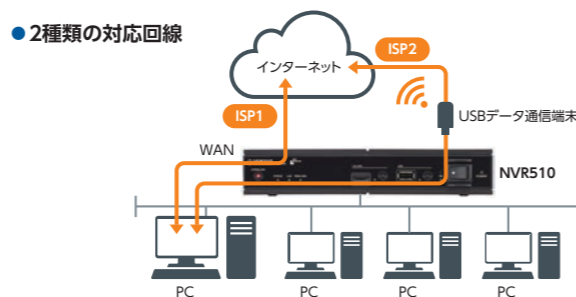 ●2種類の対応回線
インターネット
ISP2
ISP1
USBデータ通信端末
WAN
NVR510
PC
PC
PC
PC